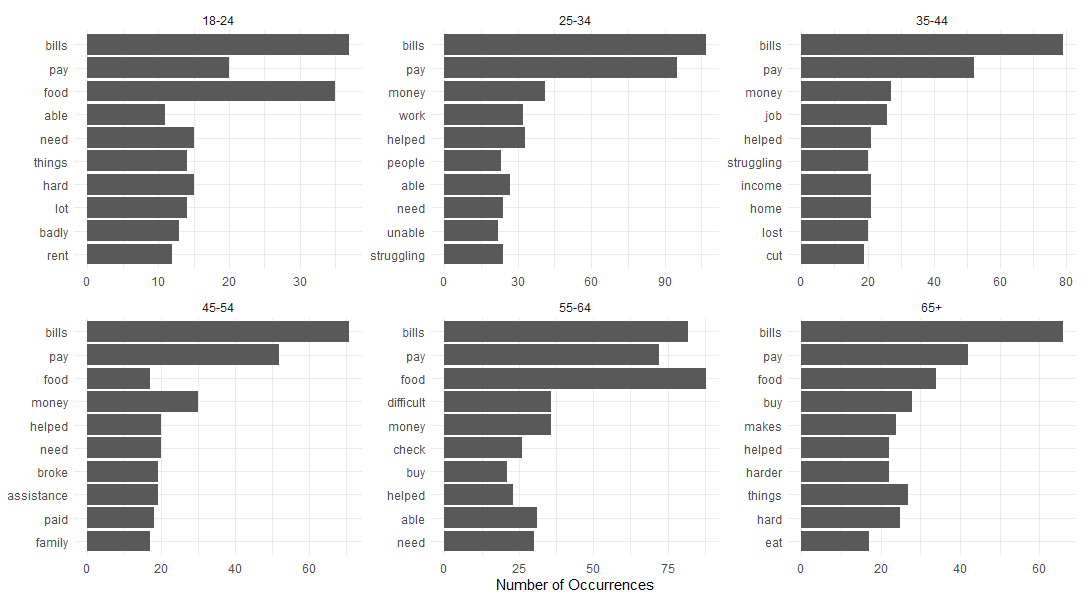 18-24
bills
pay
food
able
need
things
hard
lot
badly
rent
0 10 20 30
25-34
bills
pay
money
work
helped
people
able
need
unable
struggling
0 30 60 90
35-44
bills
pay
money
job
helped
struggling
income
home
lost
cut
0 20 40 60 80
45-54
bills
pay
food
money
helped
need
broke
assistance
paid
family
0 20 40 60
55-64
bills
pay
food
difficult
money
check
buy
helped
able
need
0 25 50 75
65+
bills
pay
food
buy
makes
helped
harder
things
hard
eat
0 20 40 60
Number of Occurrences